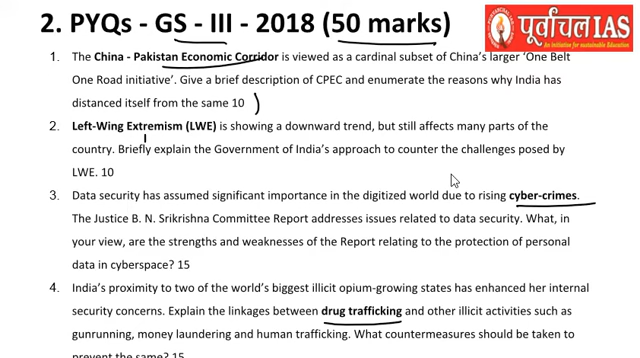 2. PYQs - GS - III - 2018 (50 marks)
पूर्वांचल IAS
An Initiative for sustainable Education
1. The China - Pakistan Economic Corridor is viewed as a cardinal subset of China's larger 'One Belt
One Road initiative'. Give a brief description of CPEC and enumerate the reasons why India has
distanced itself from the same 10
2. Left-Wing Extremism (LWE) is showing a downward trend, but still affects many parts of the
country. Briefly explain the Government of India's approach to counter the challenges posed by
LWE. 10
3. Data security has assumed significant importance in the digitized world due to rising cyber-crimes.
The Justice B. N. Srikrishna Committee Report addresses issues related to data security. What, in
your view, are the strengths and weaknesses of the Report relating to the protection of personal
data in cyberspace? 15
4. India's proximity to two of the world's biggest illicit opium-growing states has enhanced her internal
security concerns. Explain the linkages between drug trafficking and other illicit activities such as
gunrunning, money laundering and human trafficking. What countermeasures should be taken to
prevent the same? 15